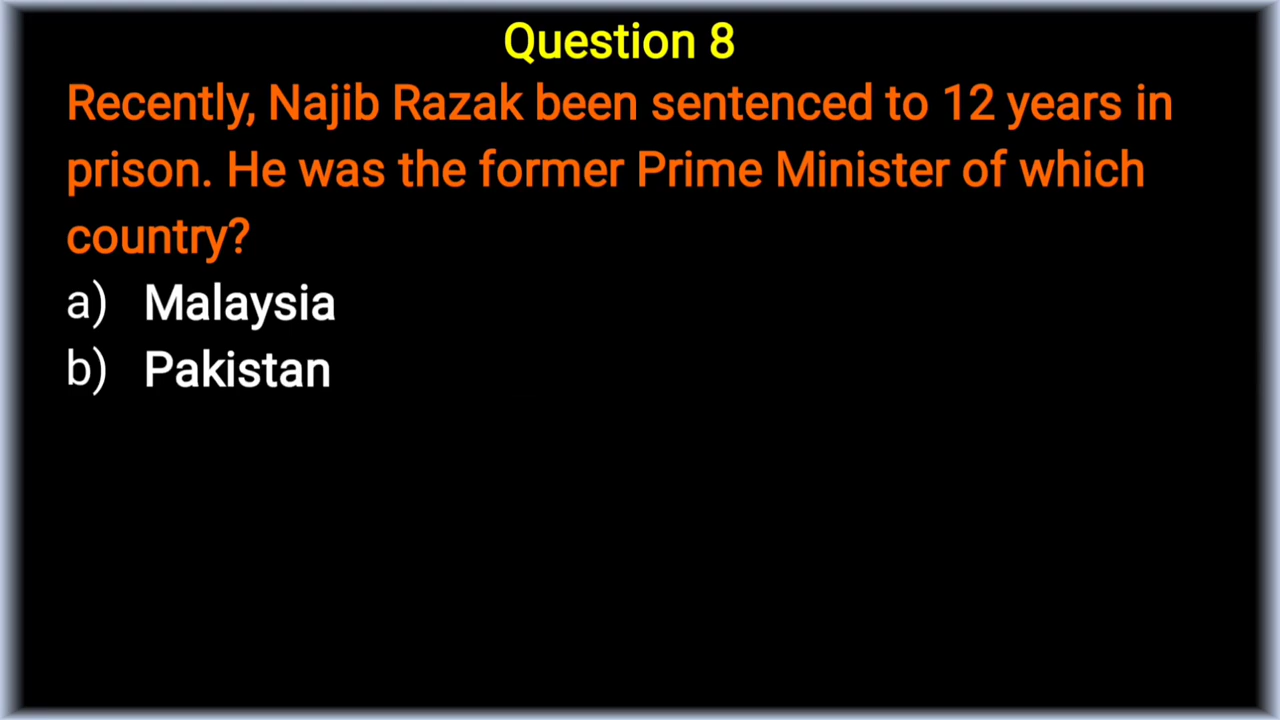 Question 8
Recently, Najib Razak been sentenced to 12 years in
prison. He was the former Prime Minister of which
country?
a) Malaysia
b) Pakistan